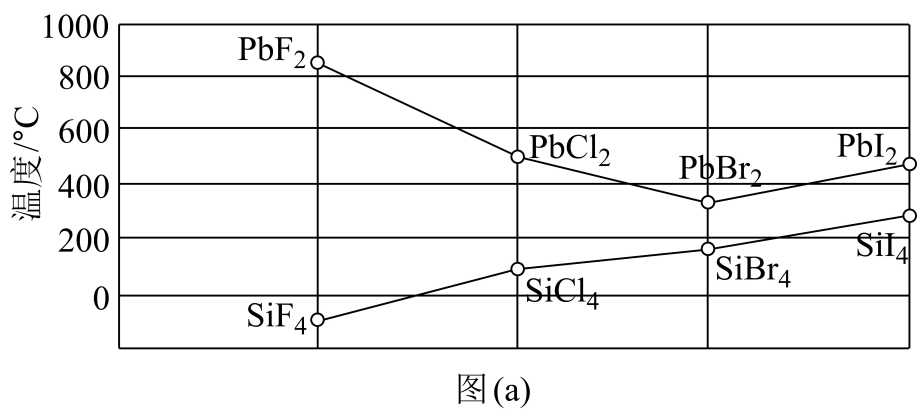 1000
PbF₂
800
600
PbCl₂
PbBr₂
PbI₂
400
200
SiI₄
SiBr₄
SiCl₄
0
SiF₄
温度/°C
图(a)